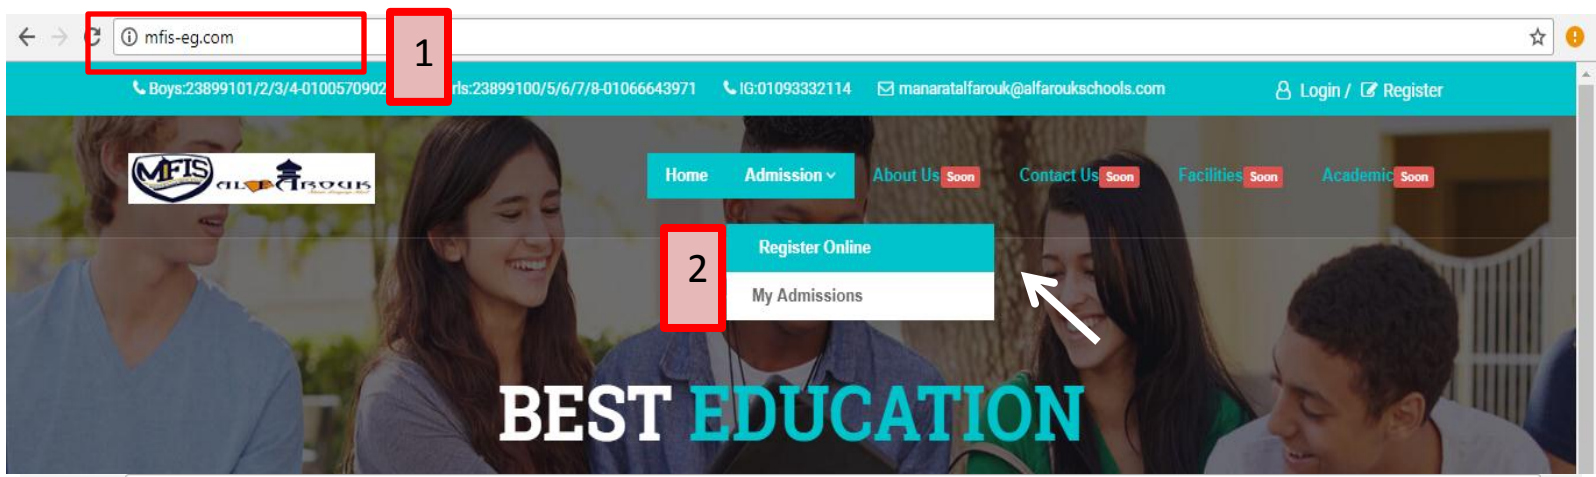 mfis-eg.com
1
Boys:23899101/2/3/4-0100570902 rls:23899100/5/6/7/8-01066643971 IG:01093332114 manaratalfarouk@alfaroukschools.com Login / Register
MFIS ALFAROUK
Home Admission About Us Soon Contact Us Soon Facilities Soon Academic Soon
2
Register Online
My Admissions
BEST EDUCATION